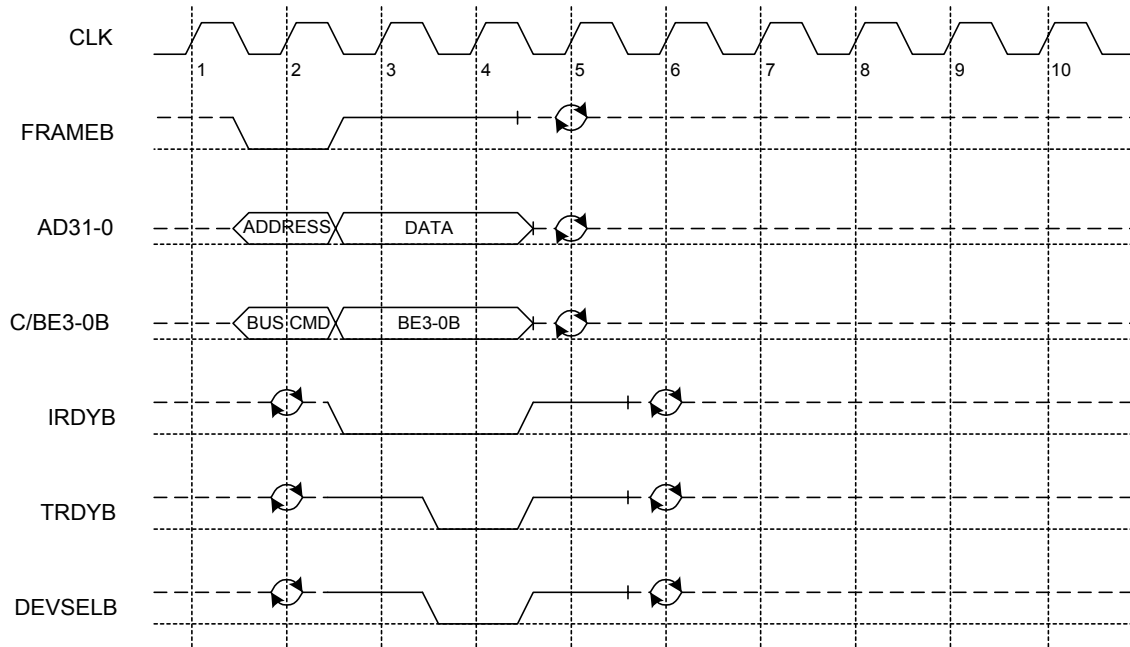 CLK
1 2 3 4 5 6 7 8 9 10
FRAMEB
AD31-0 ADDRESS DATA
C/BE3-0B BUS CMD BE3-0B
IRDYB
TRDYB
DEVSELB